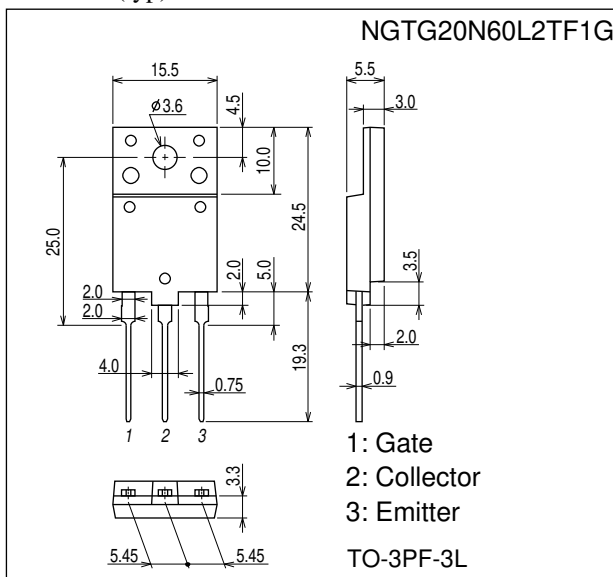 (typ)
NGTG20N60L2TF1G
15.5
5.5
ø3.6
4.5
3.0
10.0
25.0
24.5
2.0
5.0
3.5
2.0
2.0
2.0
4.0
19.3
0.75
0.9
1 2 3
1: Gate
2: Collector
3: Emitter
3.3
5.45 5.45
TO-3PF-3L